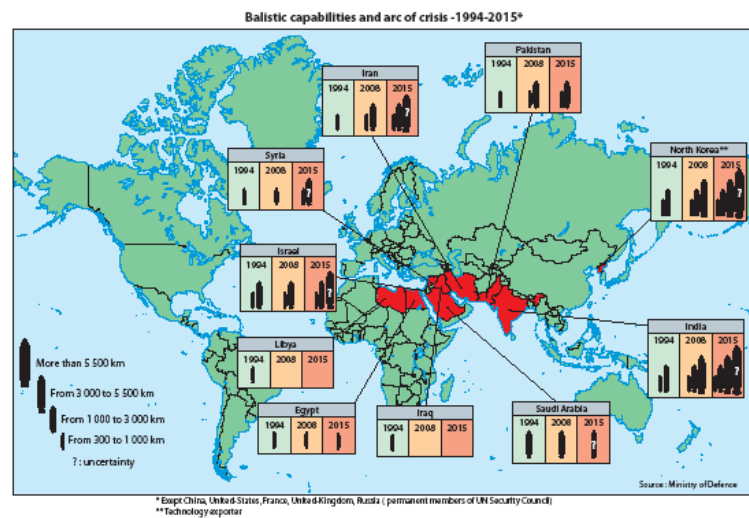 Balistic capabilities and arc of crisis -1994-2015*
Pakistan
1994 2008 2015
Iran
1994 2008 2015
?
North Korea**
1994 2008 2015
?
Syria
1994 2008 2015
?
Israel
1994 2008 2015
?
India
1994 2008 2015
?
Libya
1994 2008 2015
Egypt
1994 2008 2015
Iraq
1994 2008 2015
Saudi Arabia
1994 2008 2015
?
More than 5 500 km
From 3 000 to 5 500 km
From 1 000 to 3 000 km
From 300 to 1 000 km
? : uncertainty
Source : Ministry of Defence
* Exept China, United-States, France, United-Kingdom, Russia ( permanent members of UN Security Council)
** Technology exporter